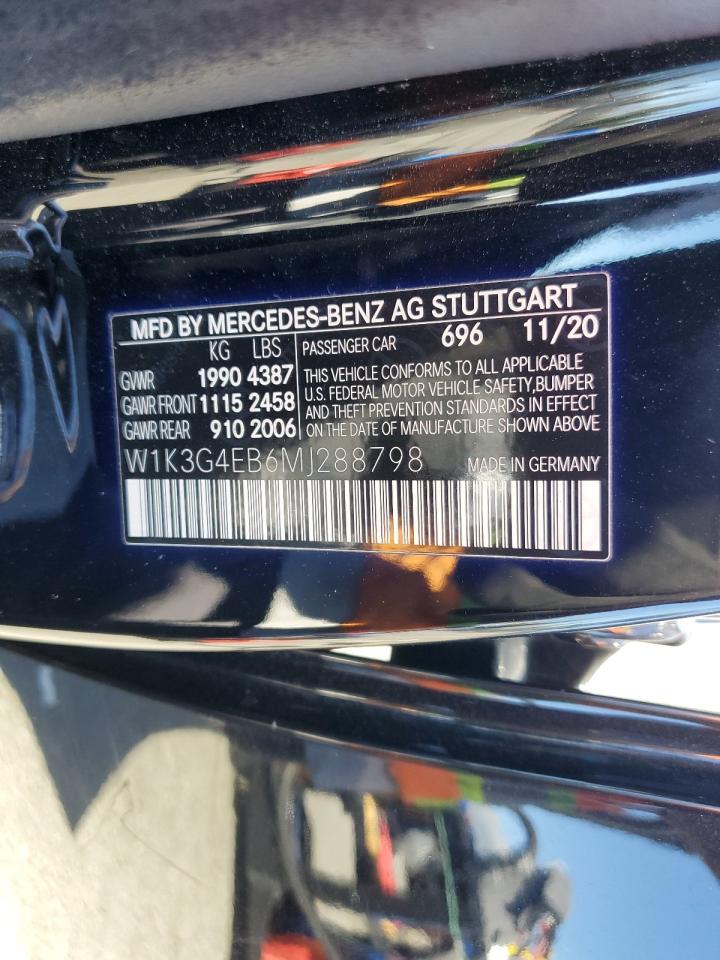 MFD BY MERCEDES-BENZ AG STUTTGART
KG LBS PASSENGER CAR 696 11/20
GVWR 1990 4387
GAWR FRONT 1115 2458
GAWR REAR 910 2006
THIS VEHICLE CONFORMS TO ALL APPLICABLE
U.S. FEDERAL MOTOR VEHICLE SAFETY,BUMPER
AND THEFT PREVENTION STANDARDS IN EFFECT
ON THE DATE OF MANUFACTURE SHOWN ABOVE
W1K3G4EB6MJ288798 MADE IN GERMANY